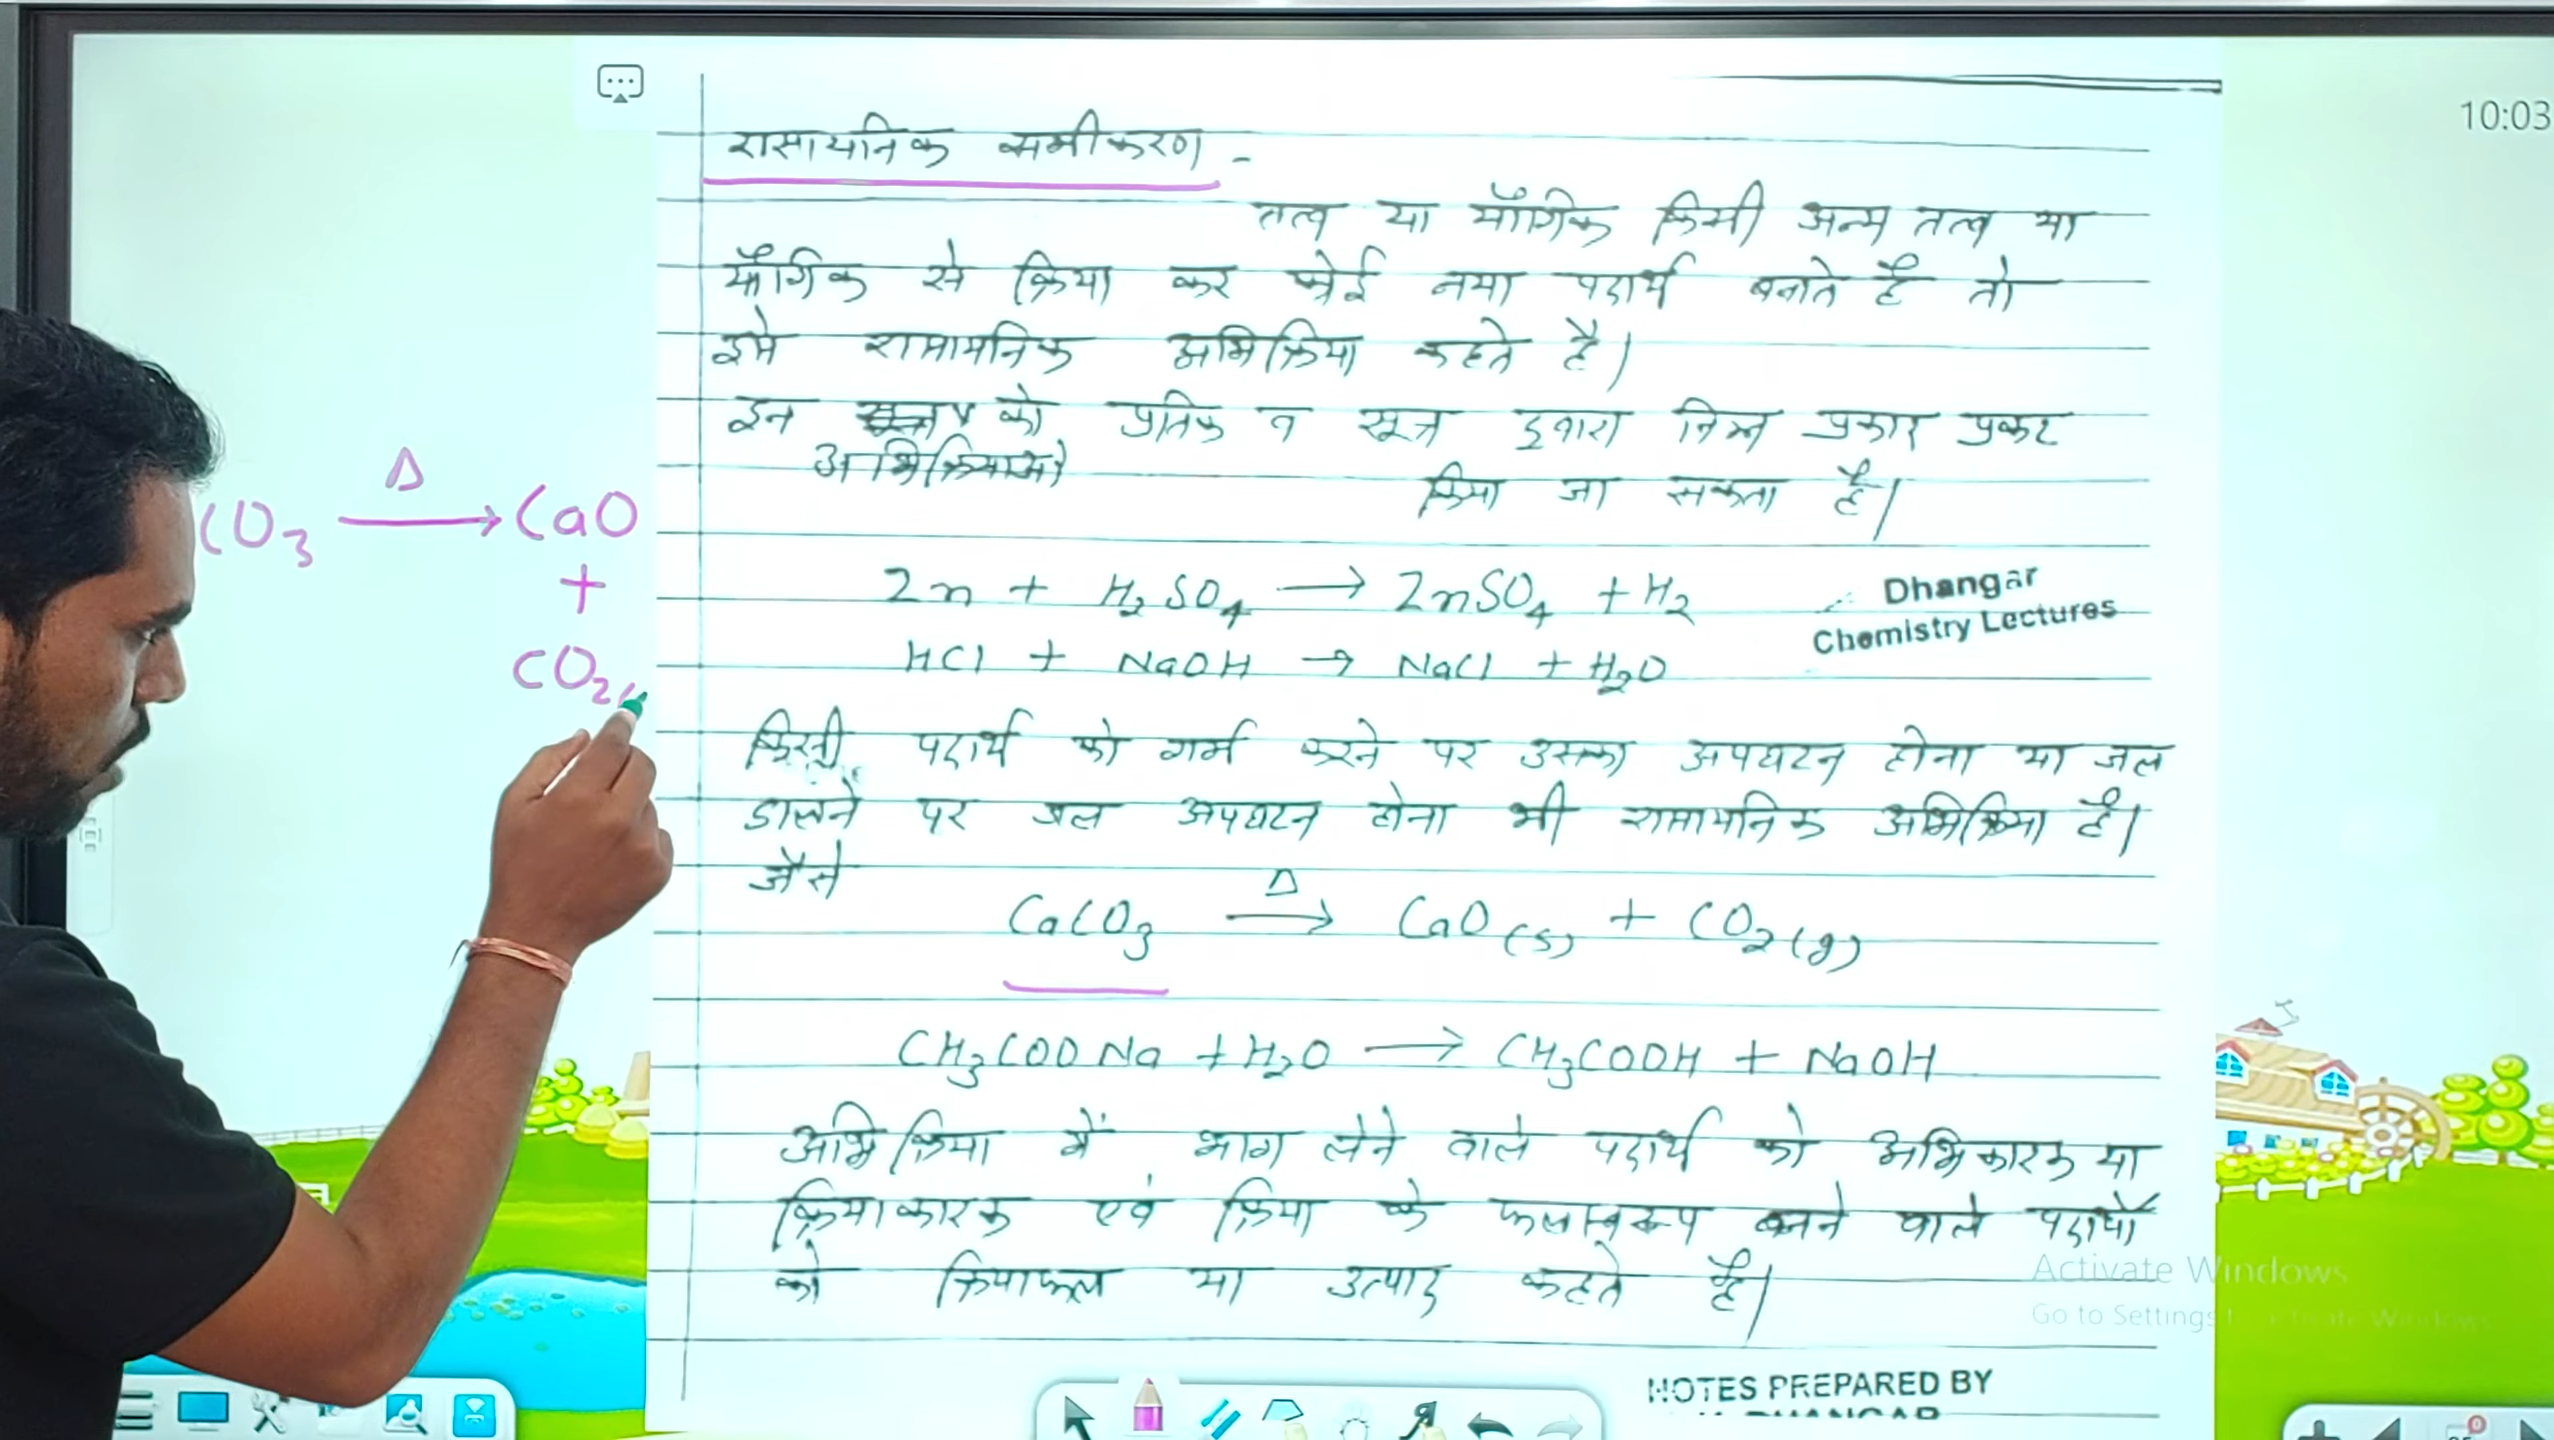 10:03
रासायनिक समीकरण -
तत्व या यौगिक किसी अन्य तत्व या
यौगिक से क्रिया कर कोई नया पदार्थ बनाते है तो
इसे रासायनिक अभिक्रिया कहते है।
इन को प्रतिक व सूत्र द्वारा निम्न प्रकार प्रकट
अभिक्रियाओं
किया जा सकता है।
Zn + H₂SO₄ → ZnSO₄ + H₂
Dhangar
Chemistry Lectures
HCl + NaOH → NaCl + H₂O
किसी पदार्थ को गर्म करने पर उसका अपघटन होना या जल
डालने पर जल अपघटन होना भी रासायनिक अभिक्रिया है।
जैसे
CaCO₃ —Δ→ CaO(s) + CO₂(g)
CH₃COONa + H₂O → CH₃COOH + NaOH
अभिक्रिया में भाग लेने वाले पदार्थ को अभिकारक या
क्रियाकारक एवं क्रिया के फलस्वरूप बनने वाले पदार्थों
को क्रियाफल या उत्पाद कहते है।
CO₃ —Δ→ CaO
+
CO₂
Activate Windows
Go to Settings
NOTES PREPARED BY